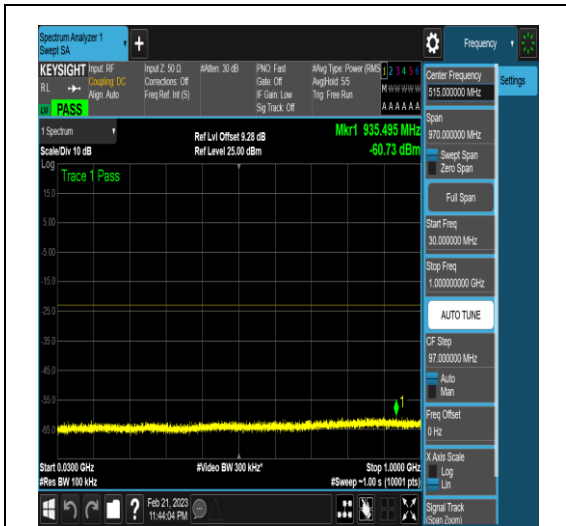 Spectrum Analyzer 1
Swept SA
+
Frequency
KEYSIGHT
RL
PASS
Input: RF
Coupling: DC
Align: Auto
Input Z: 50 Ω
Corrections: Off
Freq Ref: Int (S)
#Atten: 30 dB
PNO: Fast
Gate: Off
IF Gain: Low
Sig Track: Off
#Avg Type: Power (RMS
Avg|Hold: 5/5
Trig: Free Run
1 2 3 4 5 6
M W W W W W
A A A A A A
Center Frequency
515.000000 MHz
Settings
Span
970.000000 MHz
Swept Span
Zero Span
Full Span
Start Freq
30.000000 MHz
Stop Freq
1.000000000 GHz
AUTO TUNE
CF Step
97.000000 MHz
Auto
Man
Freq Offset
0 Hz
X Axis Scale
Log
Lin
Signal Track
(Span Zoom)
1 Spectrum
Scale/Div 10 dB
Ref Lvl Offset 9.28 dB
Ref Level 25.00 dBm
Mkr1 935.495 MHz
-60.73 dBm
Log
Trace 1 Pass
15.0
5.00
-5.00
-15.0
-25.0
-35.0
-45.0
-55.0
-65.0
1
Start 0.0300 GHz
#Res BW 100 kHz
#Video BW 300 kHz*
Stop 1.0000 GHz
#Sweep ~1.00 s (10001 pts)
?
Feb 21, 2023
11:44:04 PM